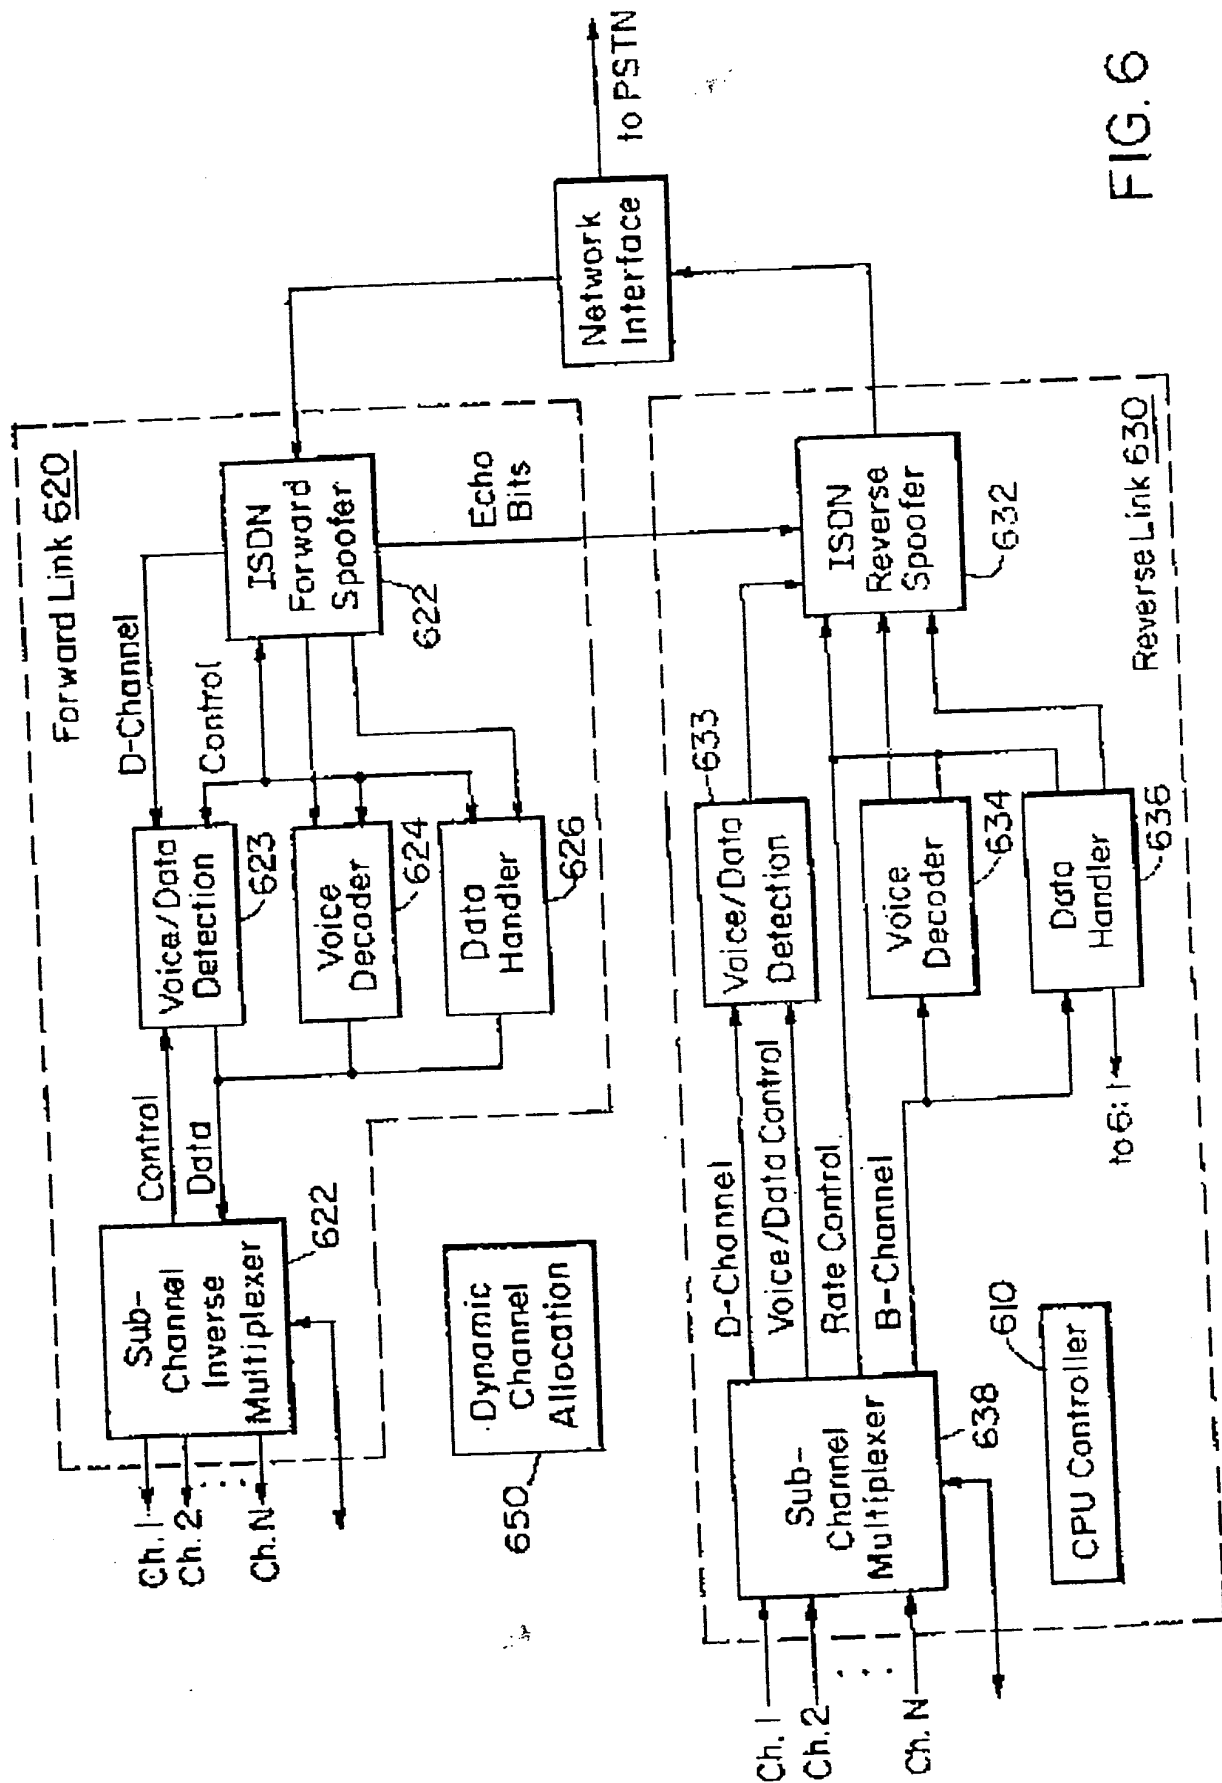 Forward Link 620
Ch. 1
Ch. 2
Ch. N
Sub-
Channel
Inverse
Multiplexer
622
Control
Data
Voice/Data
Detection
623
Voice
Decoder
624
Data
Handler
626
D-Channel
Control
ISDN
Forward
Spoofer
622
Echo
Bits
Network
Interface
to PSTN
Dynamic
Channel
Allocation
650
Ch. 1
Ch. 2
Ch. N
Sub-
Channel
Multiplexer
638
D-Channel
Voice/Data Control
Rate Control
B-Channel
Voice/Data
Detection
633
Voice
Decoder
634
Data
Handler
636
to 6:1
ISDN
Reverse
Spoofer
632
CPU Controller
610
Reverse Link 630
FIG. 6